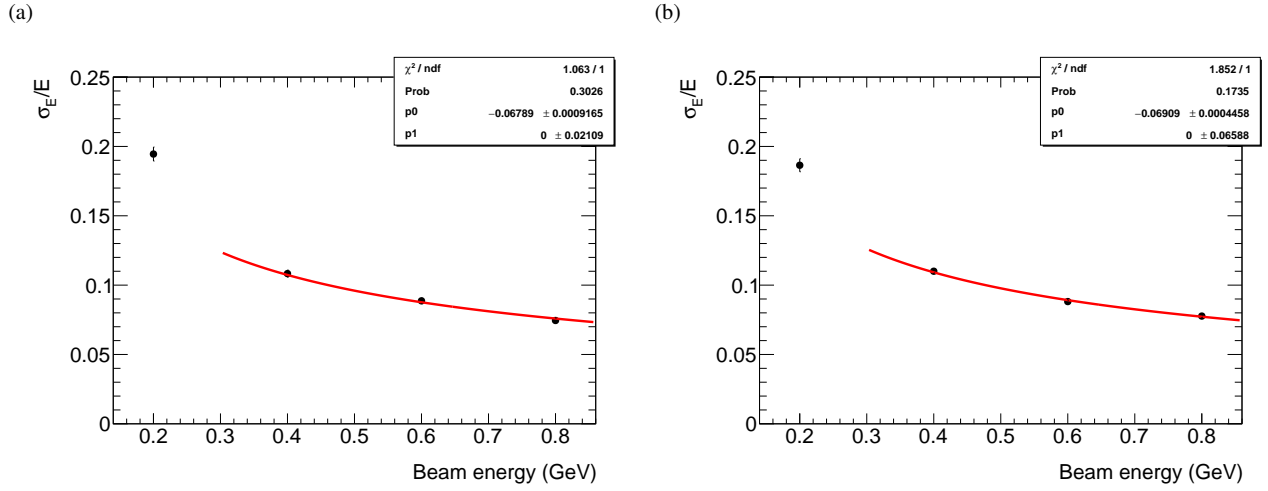 (a)
χ² / ndf 1.063 / 1
Prob 0.3026
p0 −0.06789 ± 0.0009165
p1 0 ± 0.02109
σ_E/E
0.25
0.2
0.15
0.1
0.05
0
0.2 0.3 0.4 0.5 0.6 0.7 0.8
Beam energy (GeV)
(b)
χ² / ndf 1.852 / 1
Prob 0.1735
p0 −0.06909 ± 0.0004458
p1 0 ± 0.06588
σ_E/E
0.25
0.2
0.15
0.1
0.05
0
0.2 0.3 0.4 0.5 0.6 0.7 0.8
Beam energy (GeV)